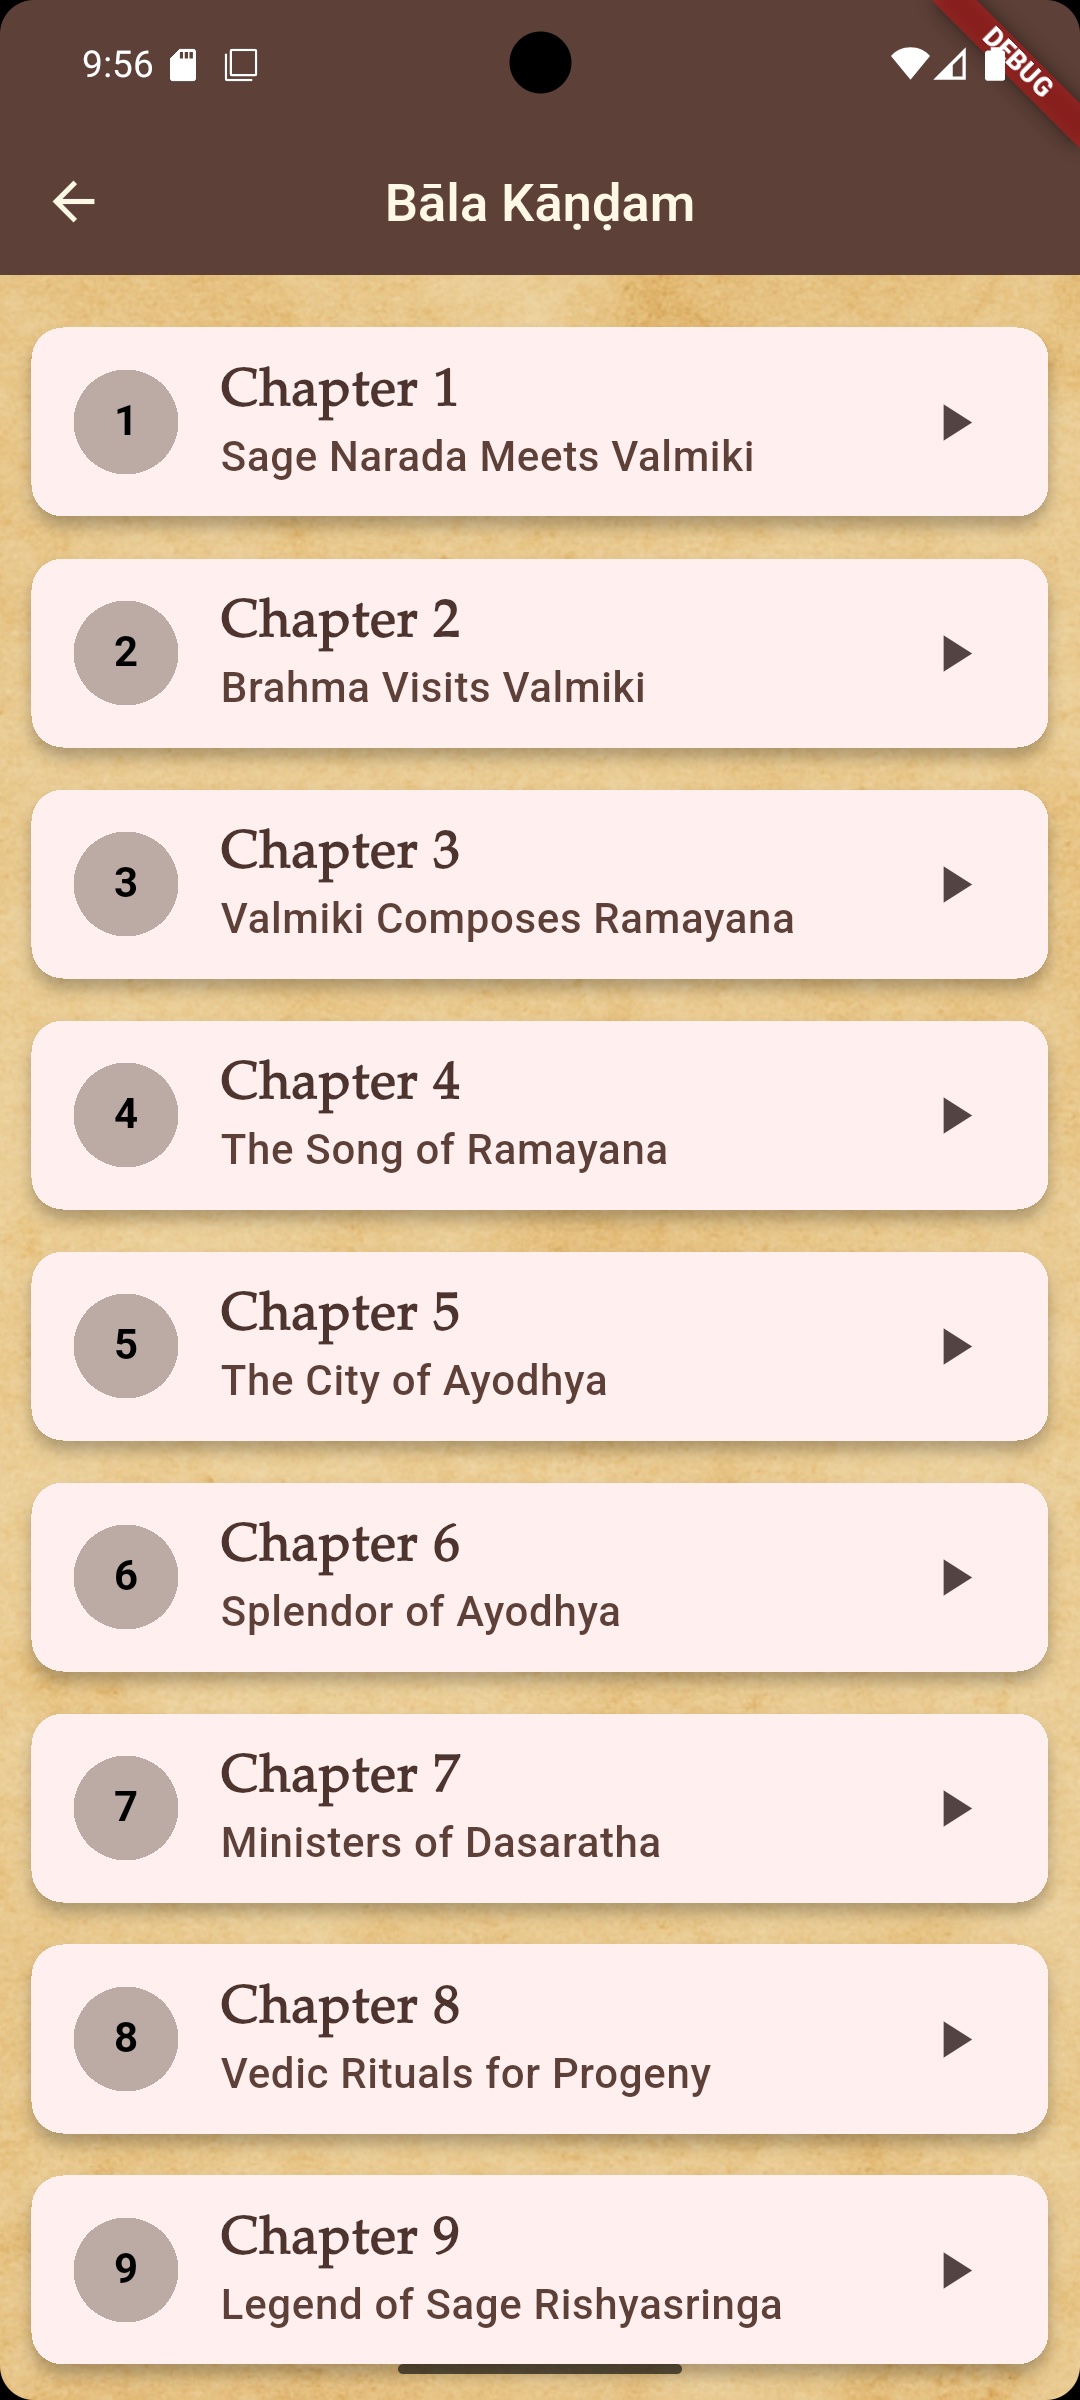 9:56
DEBUG
Bāla Kāṇḍam
1
Chapter 1
Sage Narada Meets Valmiki
2
Chapter 2
Brahma Visits Valmiki
3
Chapter 3
Valmiki Composes Ramayana
4
Chapter 4
The Song of Ramayana
5
Chapter 5
The City of Ayodhya
6
Chapter 6
Splendor of Ayodhya
7
Chapter 7
Ministers of Dasaratha
8
Chapter 8
Vedic Rituals for Progeny
9
Chapter 9
Legend of Sage Rishyasringa